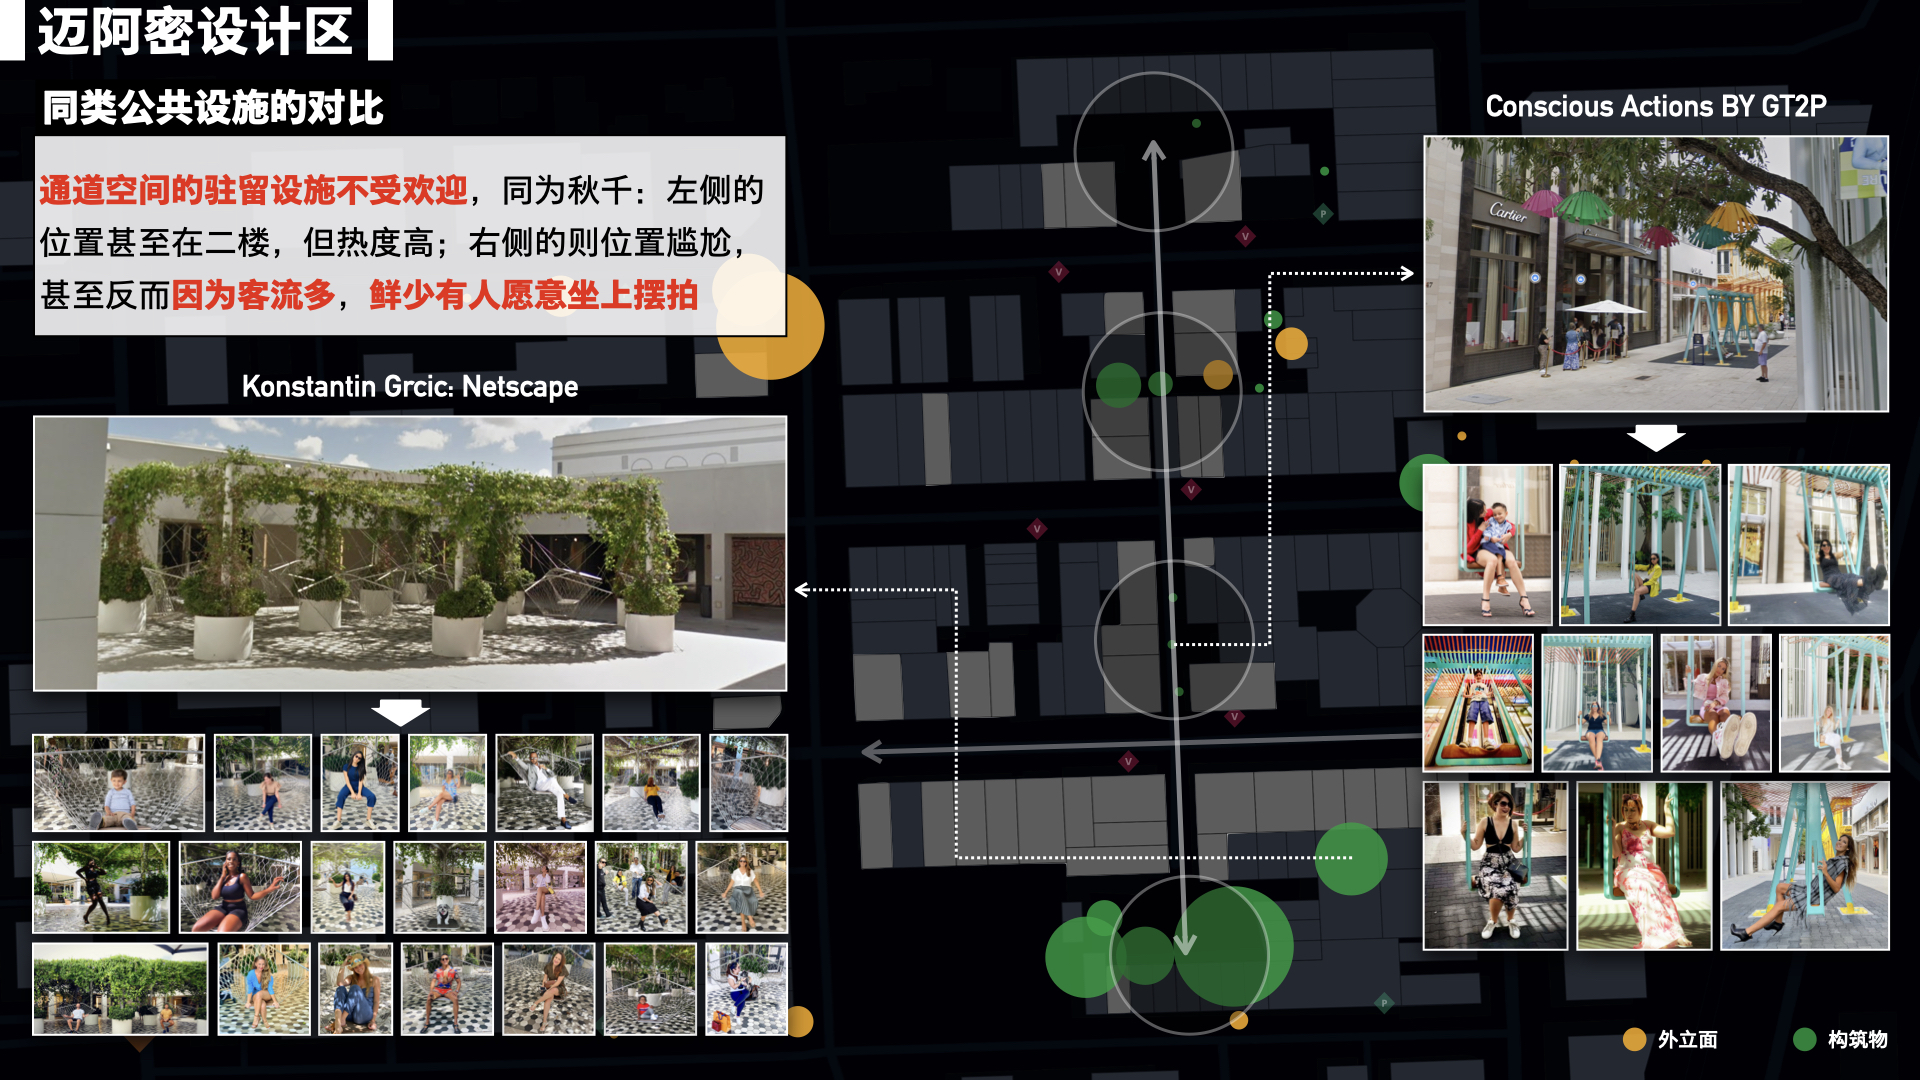 迈阿密设计区
同类公共设施的对比
通道空间的驻留设施不受欢迎，同为秋千：左侧的
位置甚至在二楼，但热度高；右侧的则位置尴尬，
甚至反而因为客流多，鲜少有人愿意坐上摆拍
Konstantin Grcic: Netscape
Conscious Actions BY GT2P
Cartier
P
V
V
V
V
V
V
P
外立面
构筑物